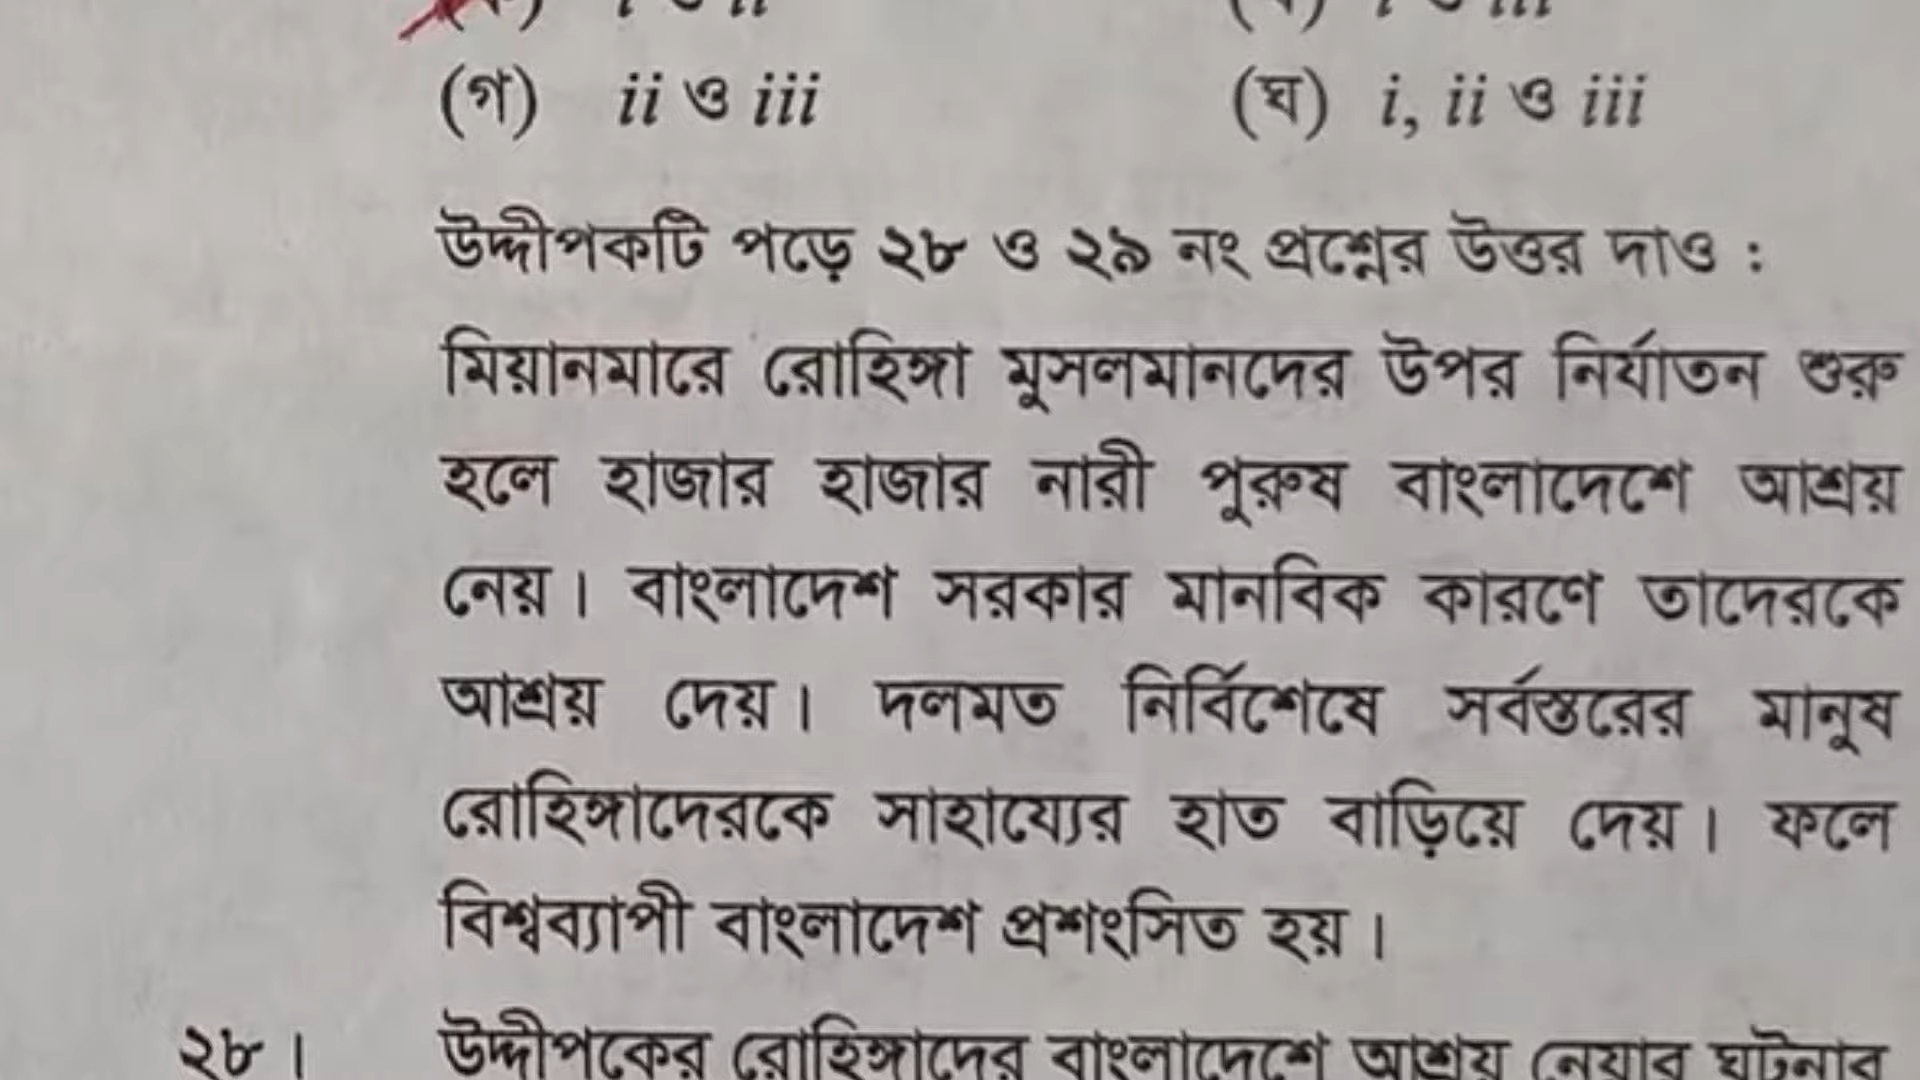 (গ) ii ও iii (ঘ) i, ii ও iii
উদ্দীপকটি পড়ে ২৮ ও ২৯ নং প্রশ্নের উত্তর দাও :
মিয়ানমারে রোহিঙ্গা মুসলমানদের উপর নির্যাতন শুরু
হলে হাজার হাজার নারী পুরুষ বাংলাদেশে আশ্রয়
নেয়। বাংলাদেশ সরকার মানবিক কারণে তাদেরকে
আশ্রয় দেয়। দলমত নির্বিশেষে সর্বস্তরের মানুষ
রোহিঙ্গাদেরকে সাহায্যের হাত বাড়িয়ে দেয়। ফলে
বিশ্বব্যাপী বাংলাদেশ প্রশংসিত হয়।
২৮। উদ্দীপকের রোহিঙ্গাদের বাংলাদেশে আশ্রয় নেয়ার ঘটনার